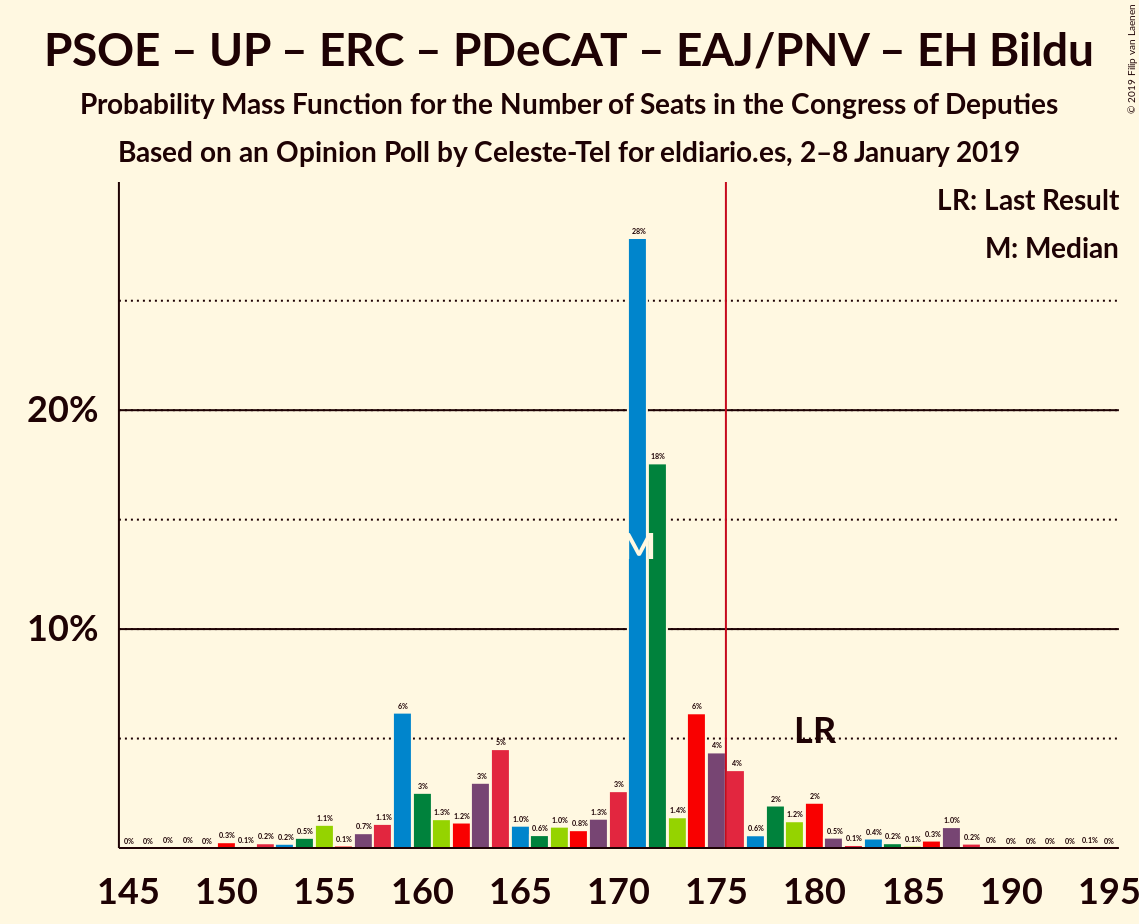 PSOE – UP – ERC – PDeCAT – EAJ/PNV – EH Bildu
Probability Mass Function for the Number of Seats in the Congress of Deputies
Based on an Opinion Poll by Celeste-Tel for eldiario.es, 2–8 January 2019
© 2019 Filip van Laenen
LR: Last Result
M: Median
20%
10%
0% 0% 0% 0% 0% 0.3% 0.1% 0.2% 0.2% 0.5% 1.1% 0.1% 0.7% 1.1% 6% 3% 1.3% 1.2% 3% 5% 1.0% 0.6% 1.0% 0.8% 1.3% 3% 28% 18% 1.4% 6% 4% 4% 0.6% 2% 1.2% 2% 0.5% 0.1% 0.4% 0.2% 0.1% 0.3% 1.0% 0.2% 0% 0% 0% 0% 0% 0.1% 0%
M
LR
145 150 155 160 165 170 175 180 185 190 195